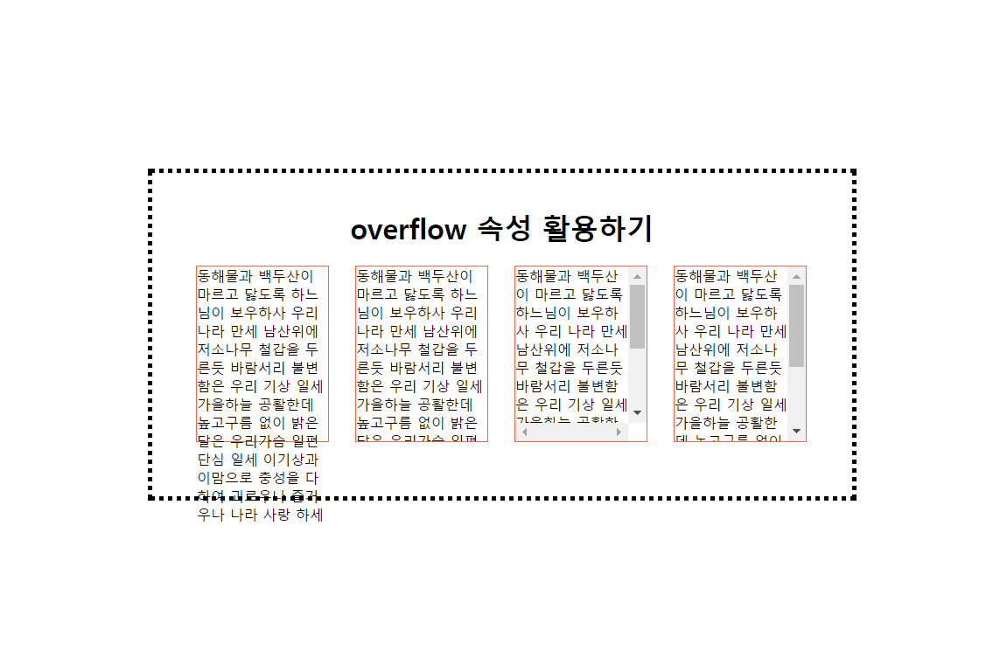 overflow 속성 활용하기
동해물과 백두산이
마르고 닳도록 하느
님이 보우하사 우리
나라 만세 남산위에
저소나무 철갑을 두
른듯 바람서리 불변
함은 우리 기상 일세
가을하늘 공활한데
높고구름 없이 밝은
달은 우리가슴 일편
단심 일세 이기상과
이맘으로 충성을 다
하여 괴로우나 즐거
우나 나라 사랑 하세
동해물과 백두산이
마르고 닳도록 하느
님이 보우하사 우리
나라 만세 남산위에
저소나무 철갑을 두
른듯 바람서리 불변
함은 우리 기상 일세
가을하늘 공활한데
높고구름 없이 밝은
달은 우리가슴 일편
동해물과 백두산
이 마르고 닳도록
하느님이 보우하
사 우리 나라 만세
남산위에 저소나
무 철갑을 두른듯
바람서리 불변함
은 우리 기상 일세
가을하늘 공활한
동해물과 백두산
이 마르고 닳도록
하느님이 보우하
사 우리 나라 만세
남산위에 저소나
무 철갑을 두른듯
바람서리 불변함
은 우리 기상 일세
가을하늘 공활한
데 높고구름 없이